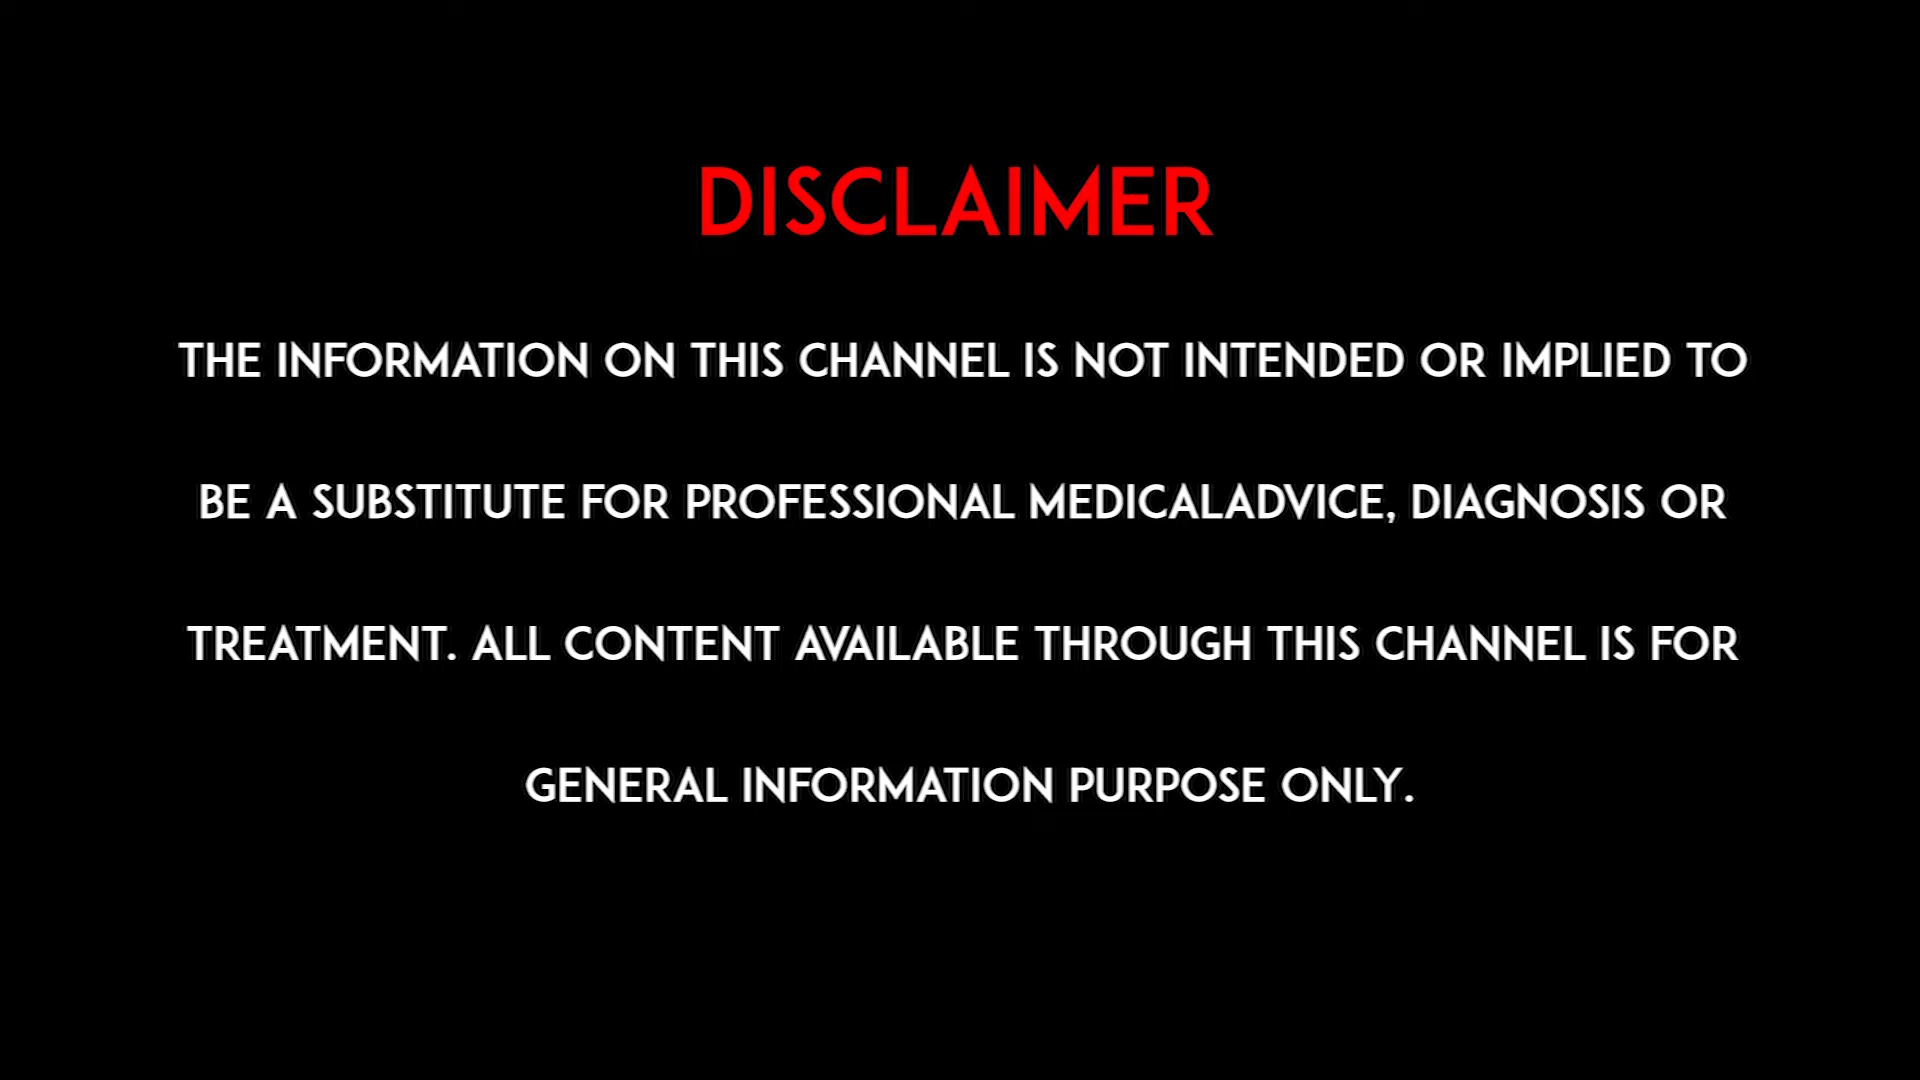 DISCLAIMER
THE INFORMATION ON THIS CHANNEL IS NOT INTENDED OR IMPLIED TO
BE A SUBSTITUTE FOR PROFESSIONAL MEDICALADVICE, DIAGNOSIS OR
TREATMENT. ALL CONTENT AVAILABLE THROUGH THIS CHANNEL IS FOR
GENERAL INFORMATION PURPOSE ONLY.